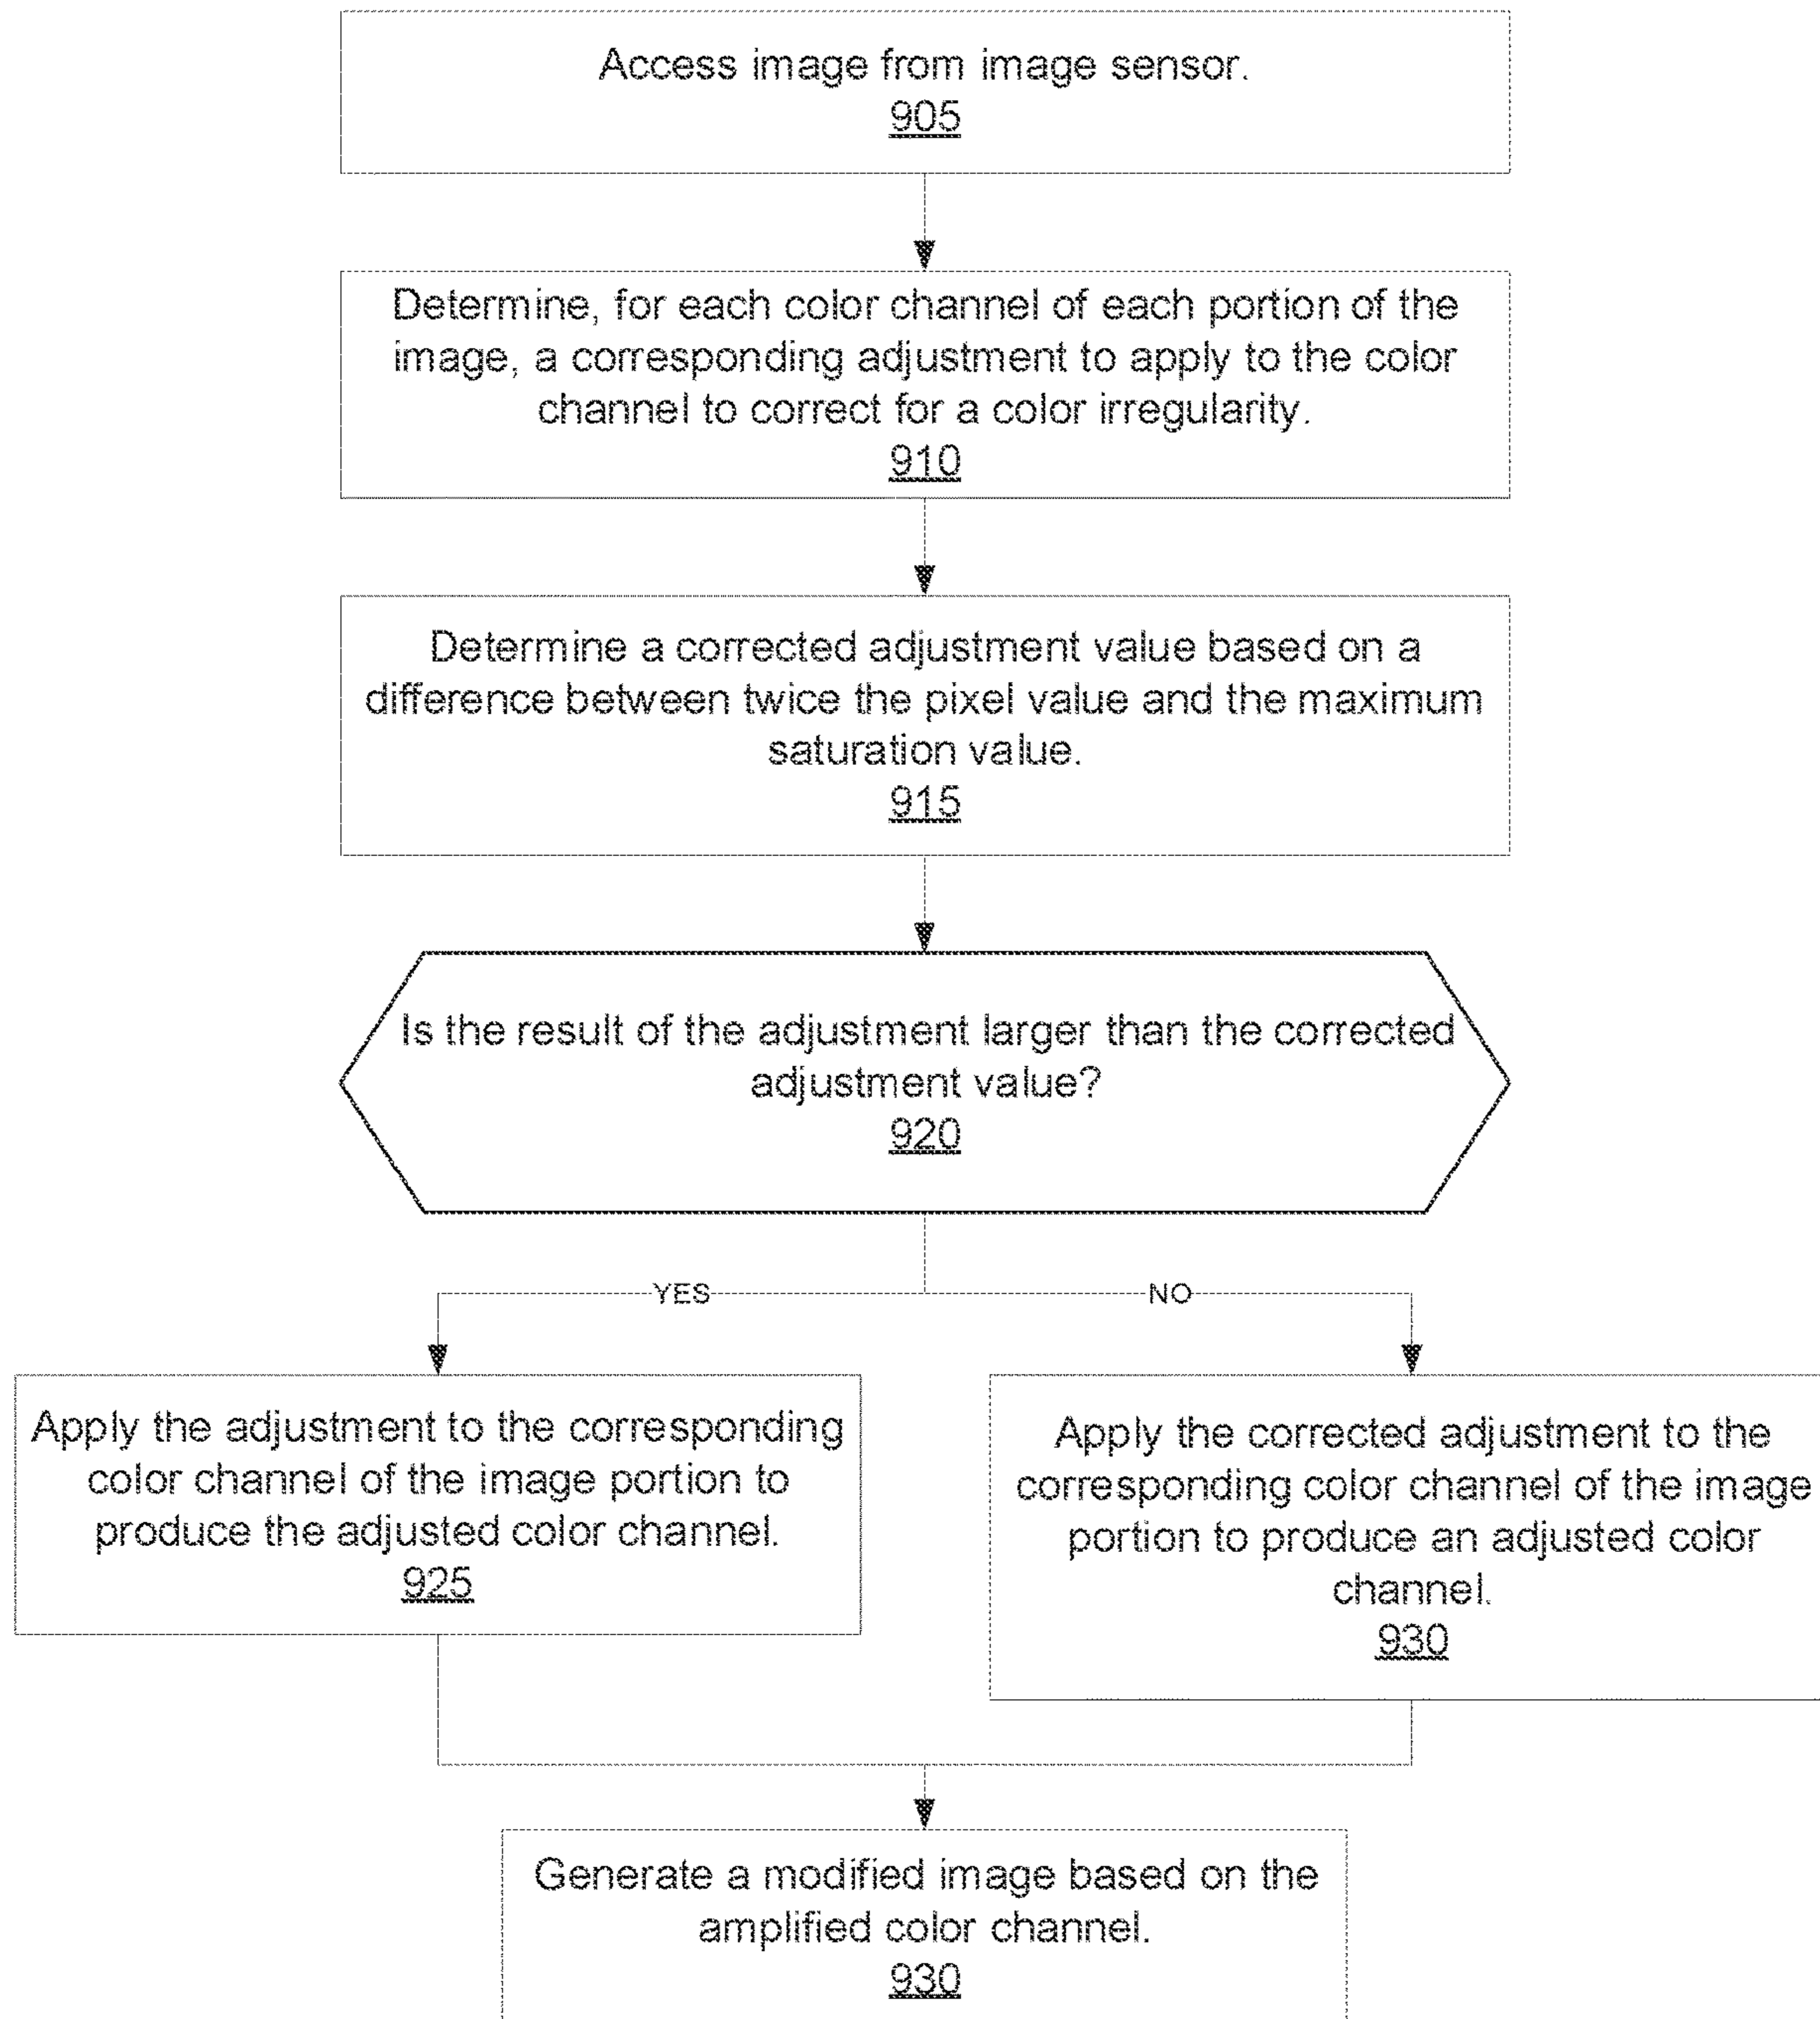 Access image from image sensor.
905
Determine, for each color channel of each portion of the
image, a corresponding adjustment to apply to the color
channel to correct for a color irregularity.
910
Determine a corrected adjustment value based on a
difference between twice the pixel value and the maximum
saturation value.
915
Is the result of the adjustment larger than the corrected
adjustment value?
920
YES
NO
Apply the adjustment to the corresponding
color channel of the image portion to
produce the adjusted color channel.
925
Apply the corrected adjustment to the
corresponding color channel of the image
portion to produce an adjusted color
channel.
930
Generate a modified image based on the
amplified color channel.
930